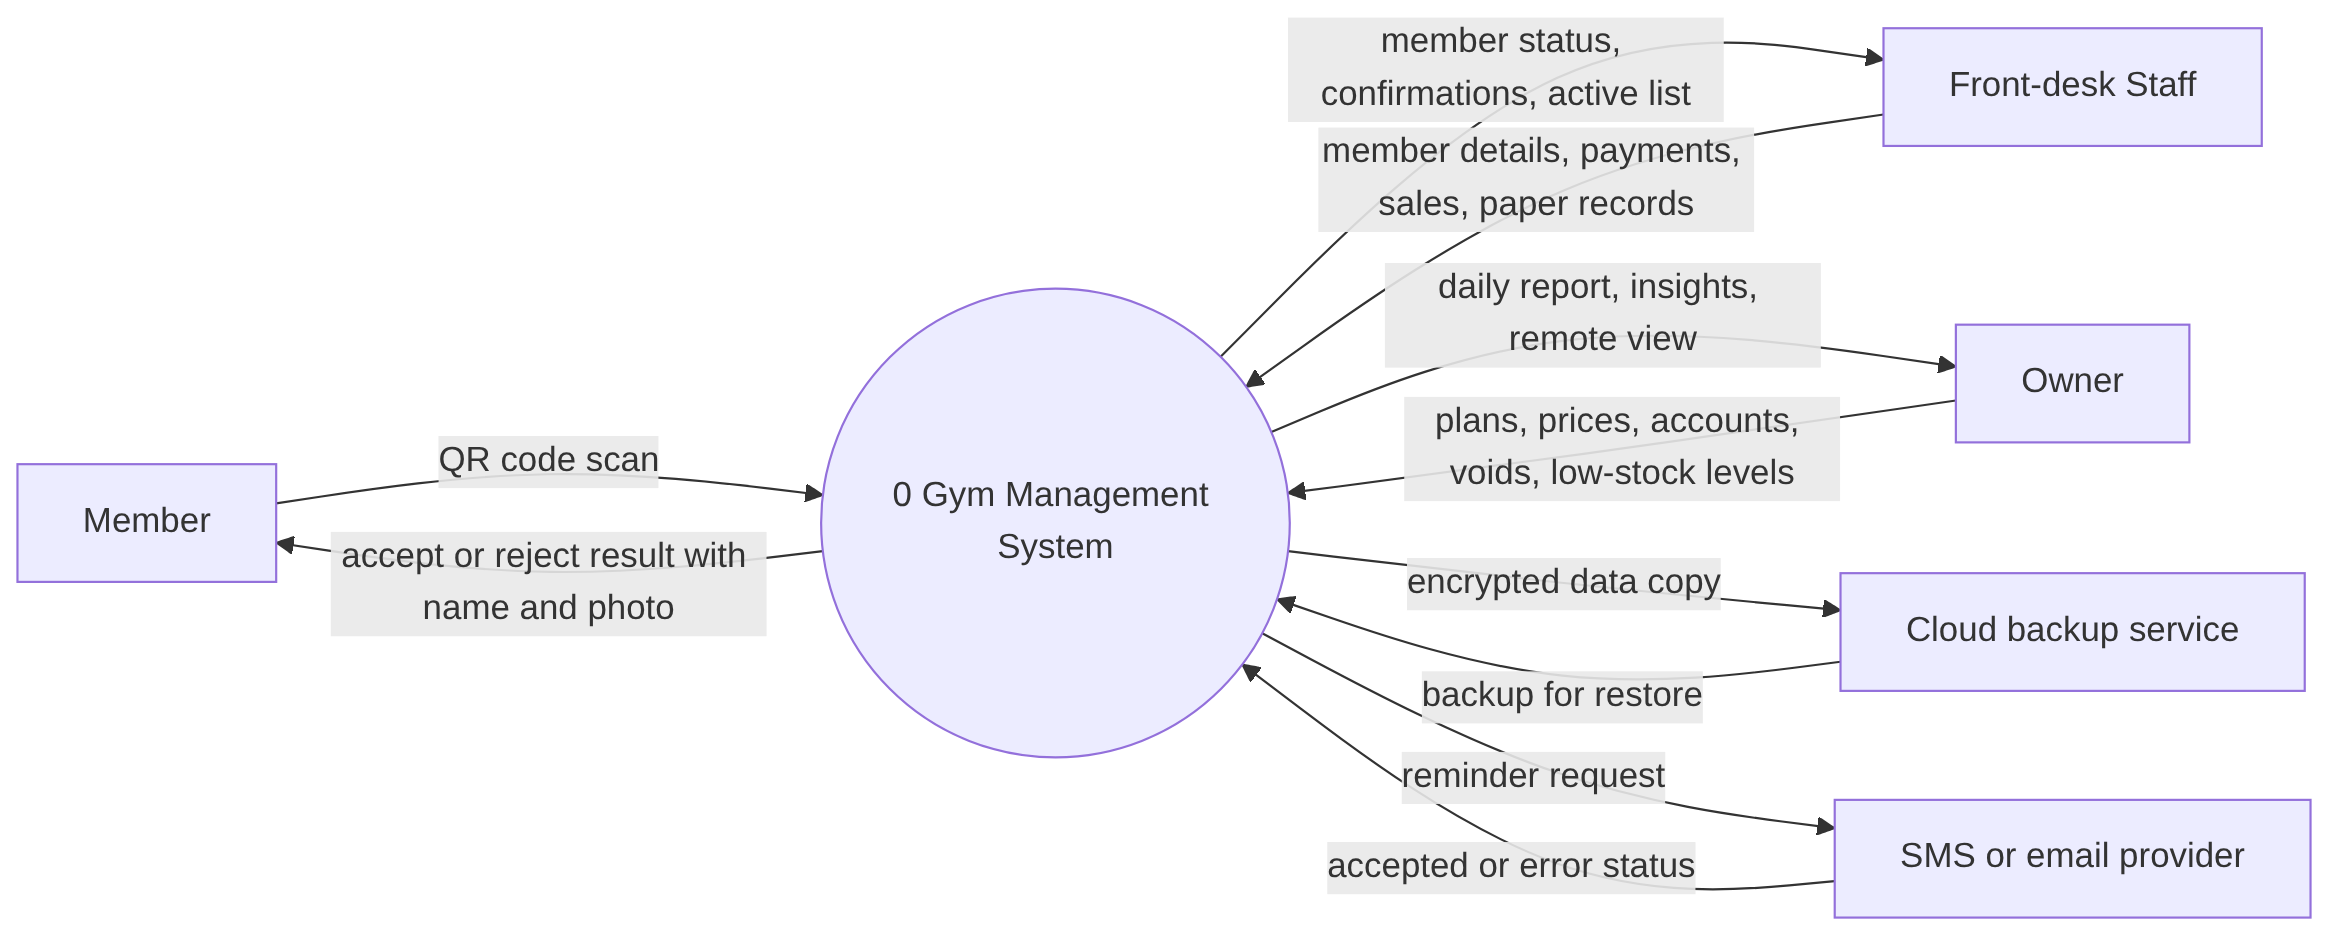 member status,
confirmations, active list
Front-desk Staff
member details, payments,
sales, paper records
daily report, insights,
remote view
Owner
plans, prices, accounts,
voids, low-stock levels
QR code scan
Member
accept or reject result with
name and photo
0 Gym Management
System
encrypted data copy
Cloud backup service
backup for restore
reminder request
SMS or email provider
accepted or error status